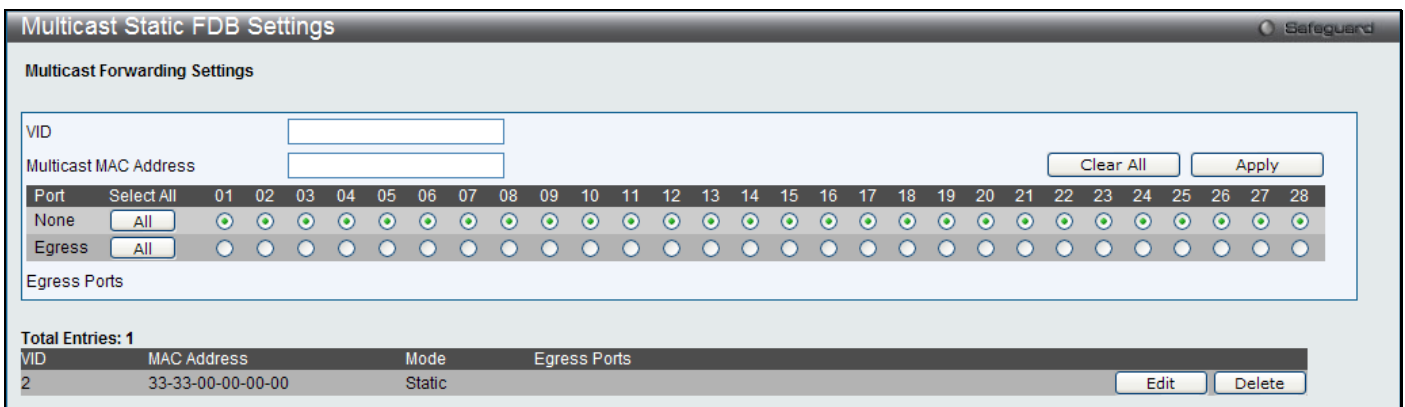 Multicast Static FDB Settings Safeguard
Multicast Forwarding Settings
VID
Multicast MAC Address Clear All Apply
Port Select All 01 02 03 04 05 06 07 08 09 10 11 12 13 14 15 16 17 18 19 20 21 22 23 24 25 26 27 28
None All
Egress All
Egress Ports
Total Entries: 1
VID MAC Address Mode Egress Ports
2 33-33-00-00-00-00 Static Edit Delete